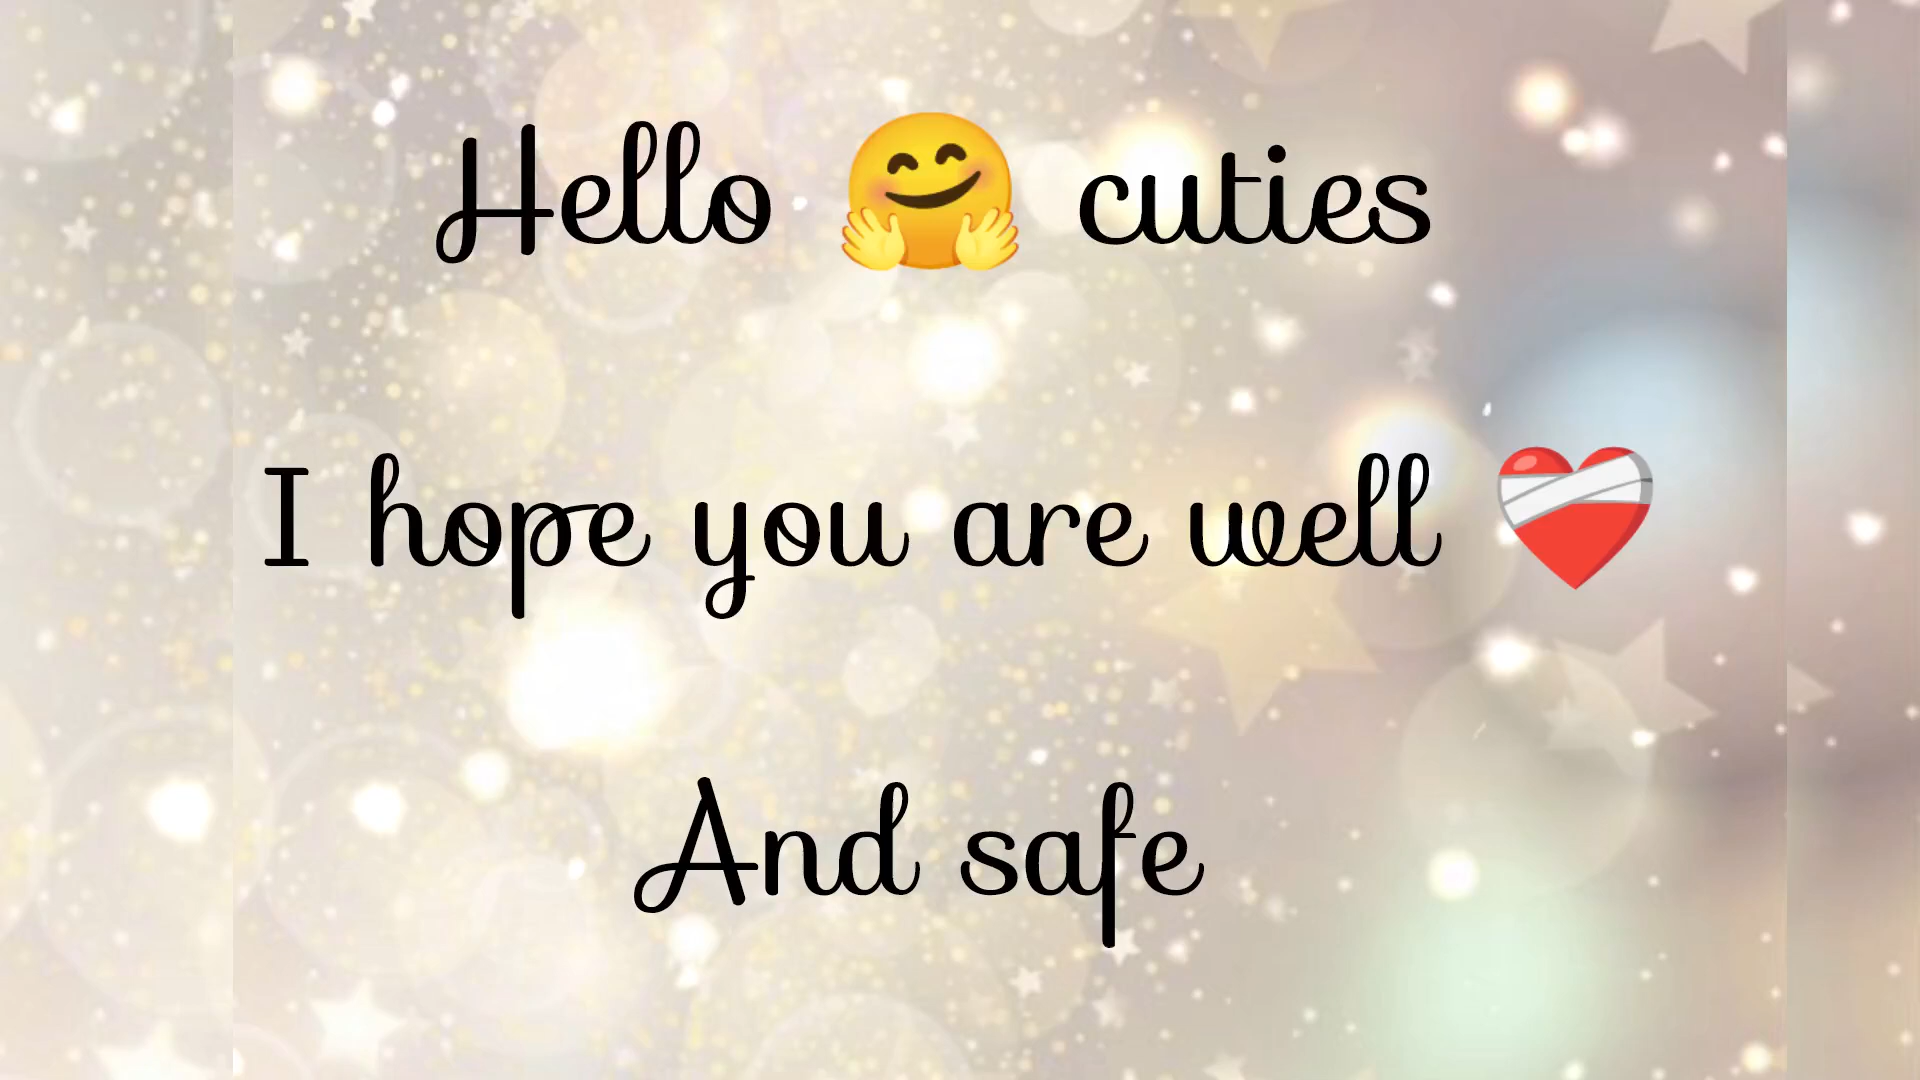 Hello 🤗 cuties
I hope you are well ❤️‍🩹
And safe